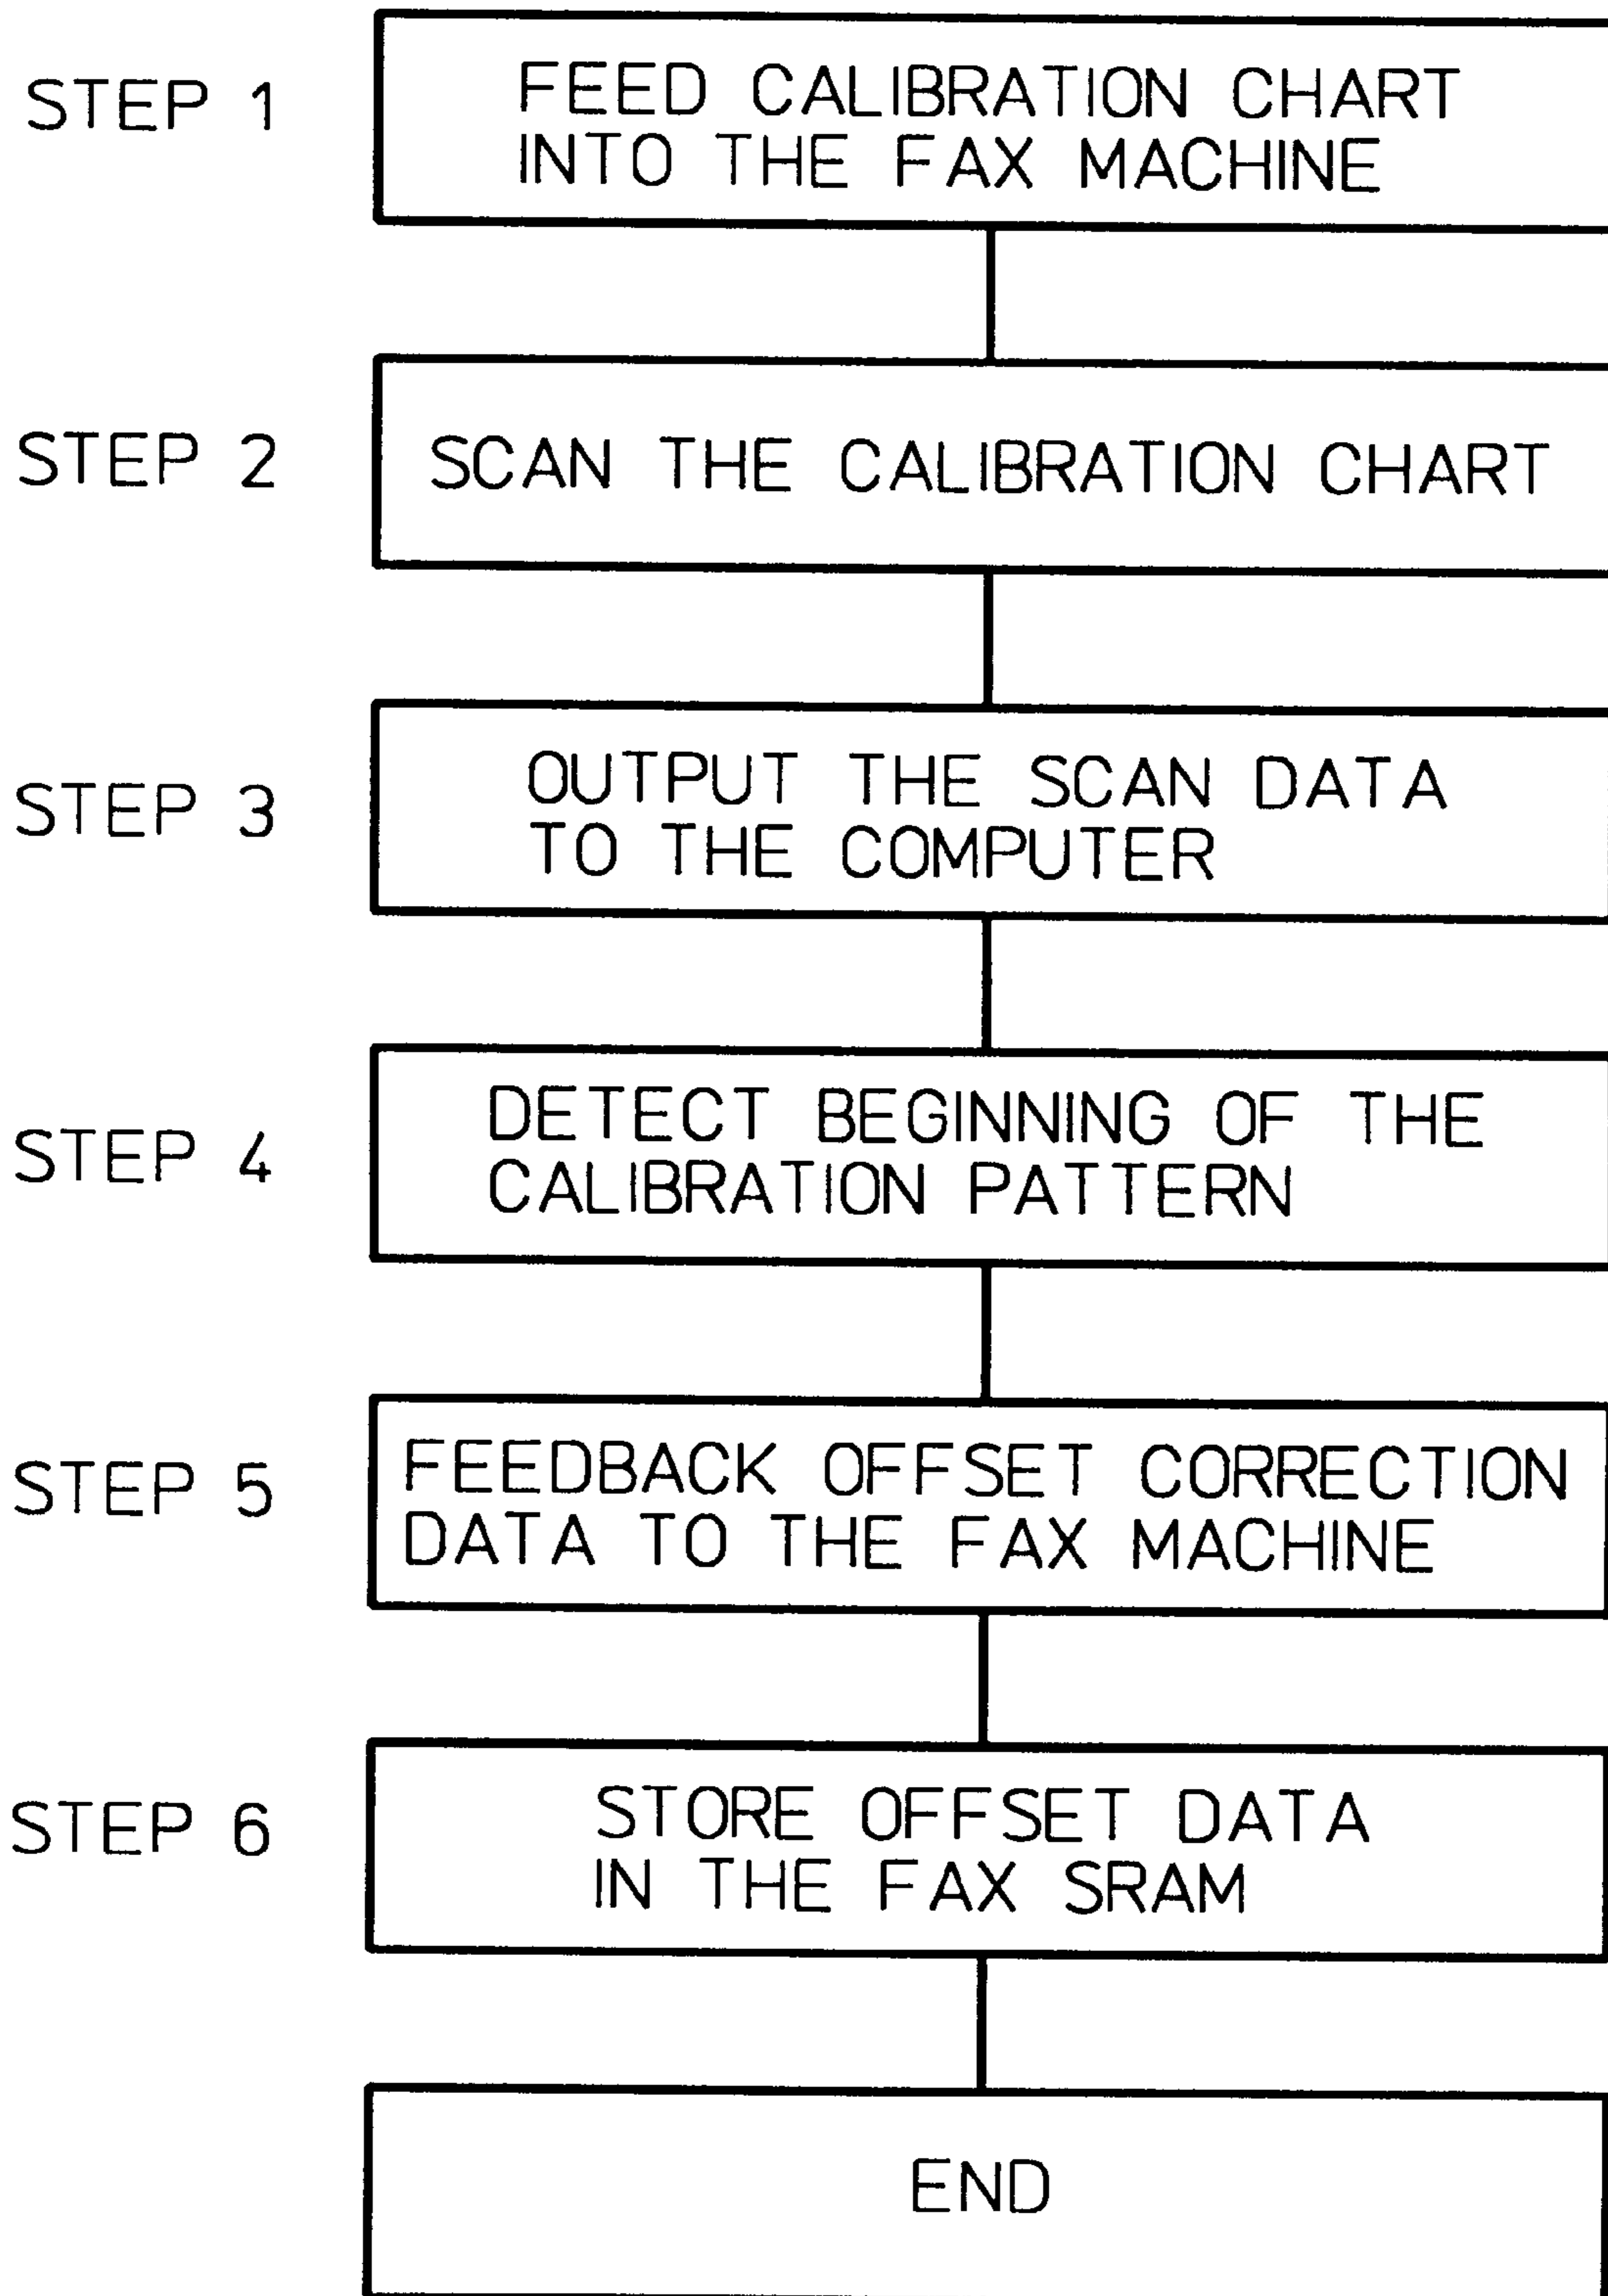 STEP 1
FEED CALIBRATION CHART
INTO THE FAX MACHINE
STEP 2
SCAN THE CALIBRATION CHART
STEP 3
OUTPUT THE SCAN DATA
TO THE COMPUTER
STEP 4
DETECT BEGINNING OF THE
CALIBRATION PATTERN
STEP 5
FEEDBACK OFFSET CORRECTION
DATA TO THE FAX MACHINE
STEP 6
STORE OFFSET DATA
IN THE FAX SRAM
END